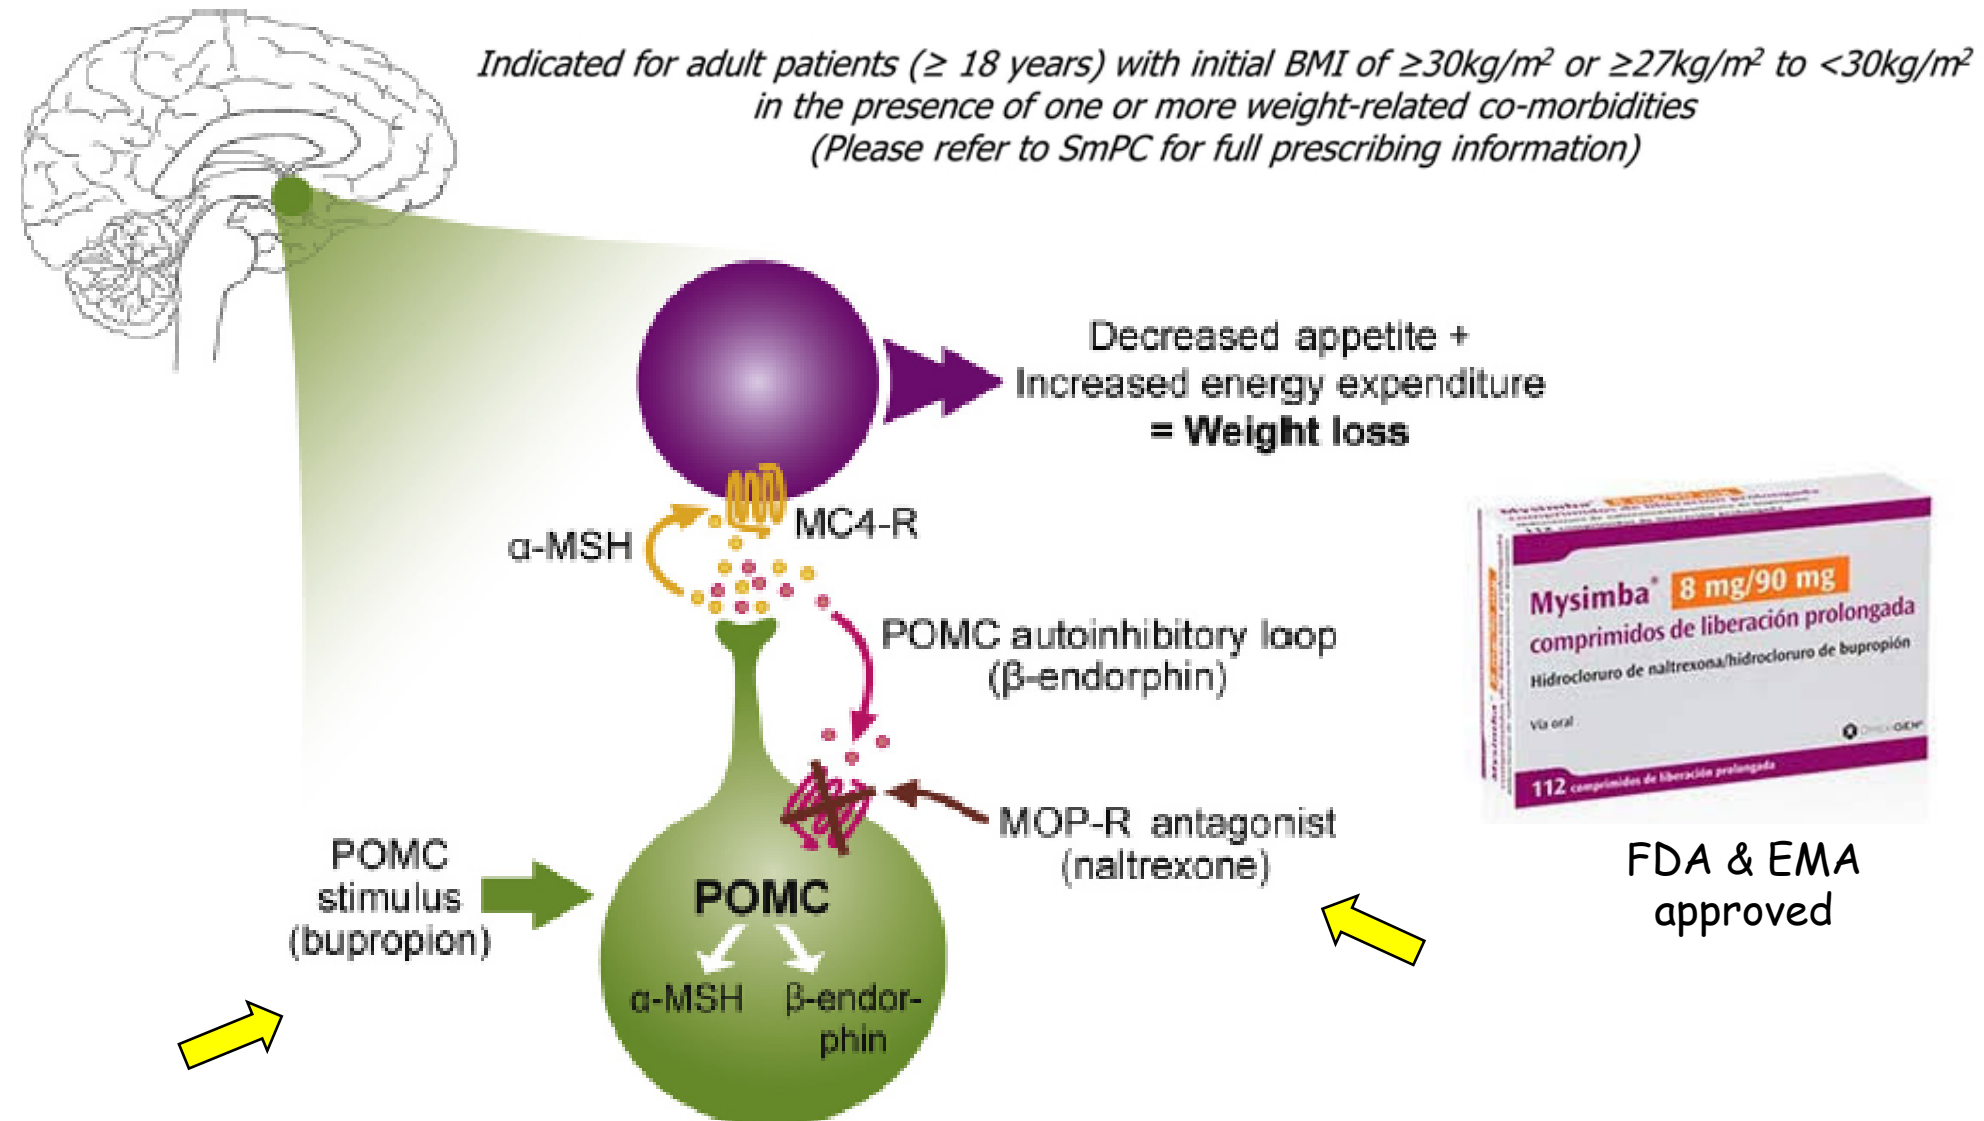 Indicated for adult patients (≥ 18 years) with initial BMI of ≥30kg/m² or ≥27kg/m² to <30kg/m²
in the presence of one or more weight-related co-morbidities
(Please refer to SmPC for full prescribing information)
Decreased appetite +
Increased energy expenditure
= Weight loss
α-MSH
MC4-R
POMC autoinhibitory loop
(β-endorphin)
MOP-R antagonist
(naltrexone)
POMC
stimulus
(bupropion)
POMC
α-MSH
β-endor-
phin
Mysimba® 8 mg/90 mg
comprimidos de liberación prolongada
Hidrocloruro de naltrexona/hidrocloruro de bupropión
Vía oral
112 comprimidos de liberación prolongada
FDA & EMA
approved